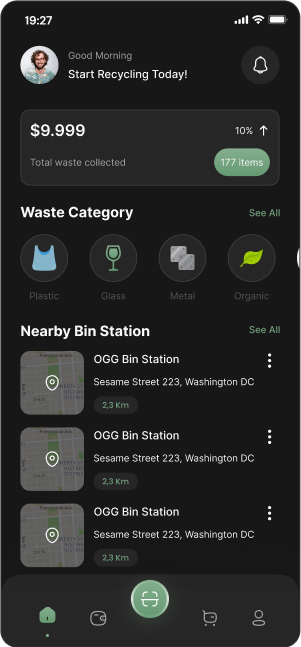 19:27
Good Morning
Start Recycling Today!
$9.999
10%
Total waste collected
177 items
Waste Category
See All
Plastic
Glass
Metal
Organic
Nearby Bin Station
See All
OGG Bin Station
Sesame Street 223, Washington DC
2,3 Km
OGG Bin Station
Sesame Street 223, Washington DC
2,3 Km
OGG Bin Station
Sesame Street 223, Washington DC
2,3 Km